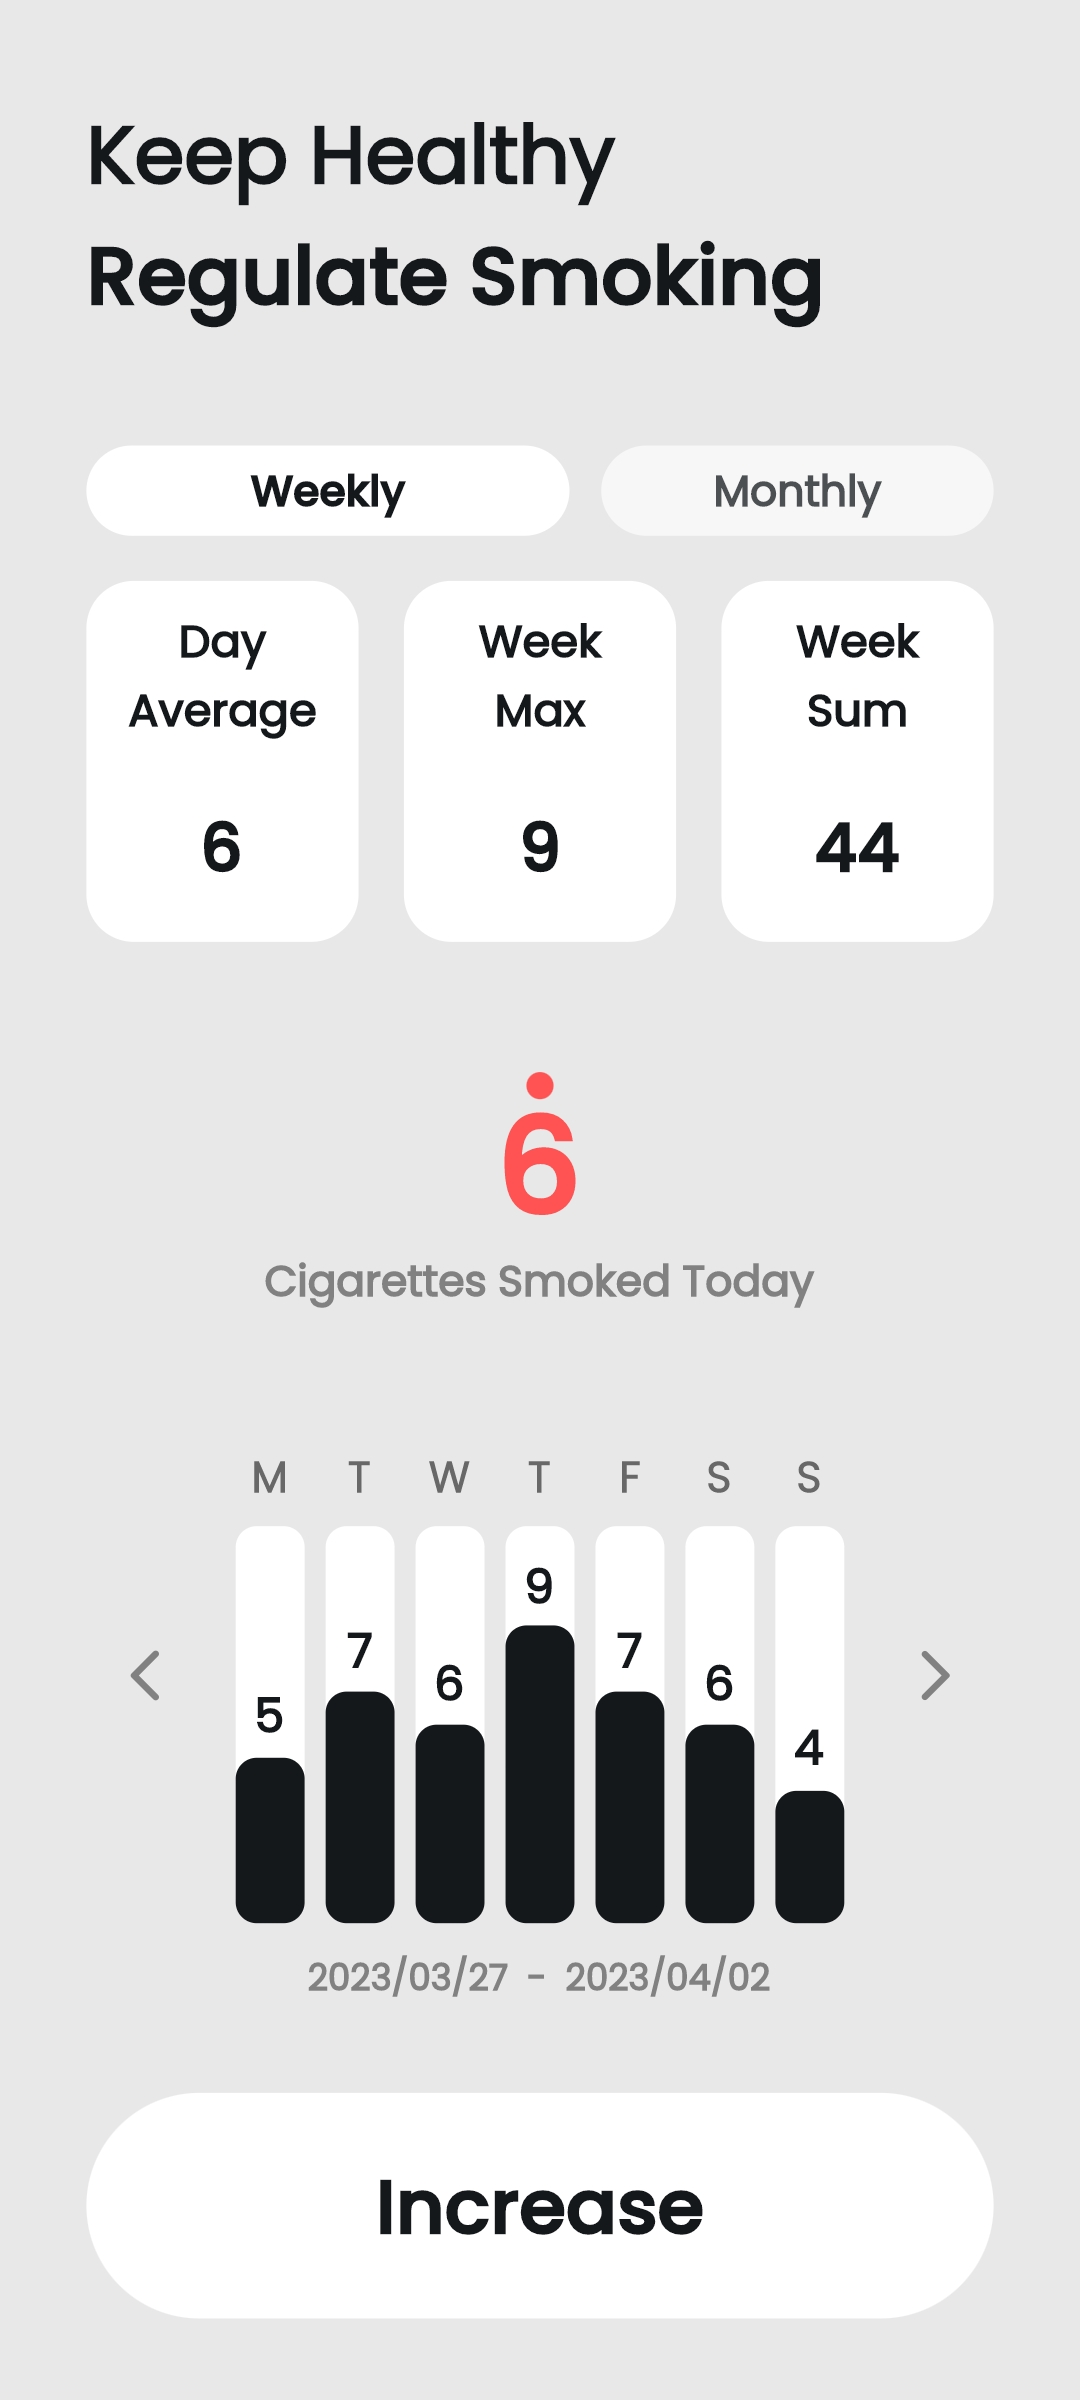 Keep Healthy
Regulate Smoking
Weekly
Monthly
Day
Average
6
Week
Max
9
Week
Sum
44
6
Cigarettes Smoked Today
M T W T F S S
5 7 6 9 7 6 4
2023/03/27 - 2023/04/02
Increase